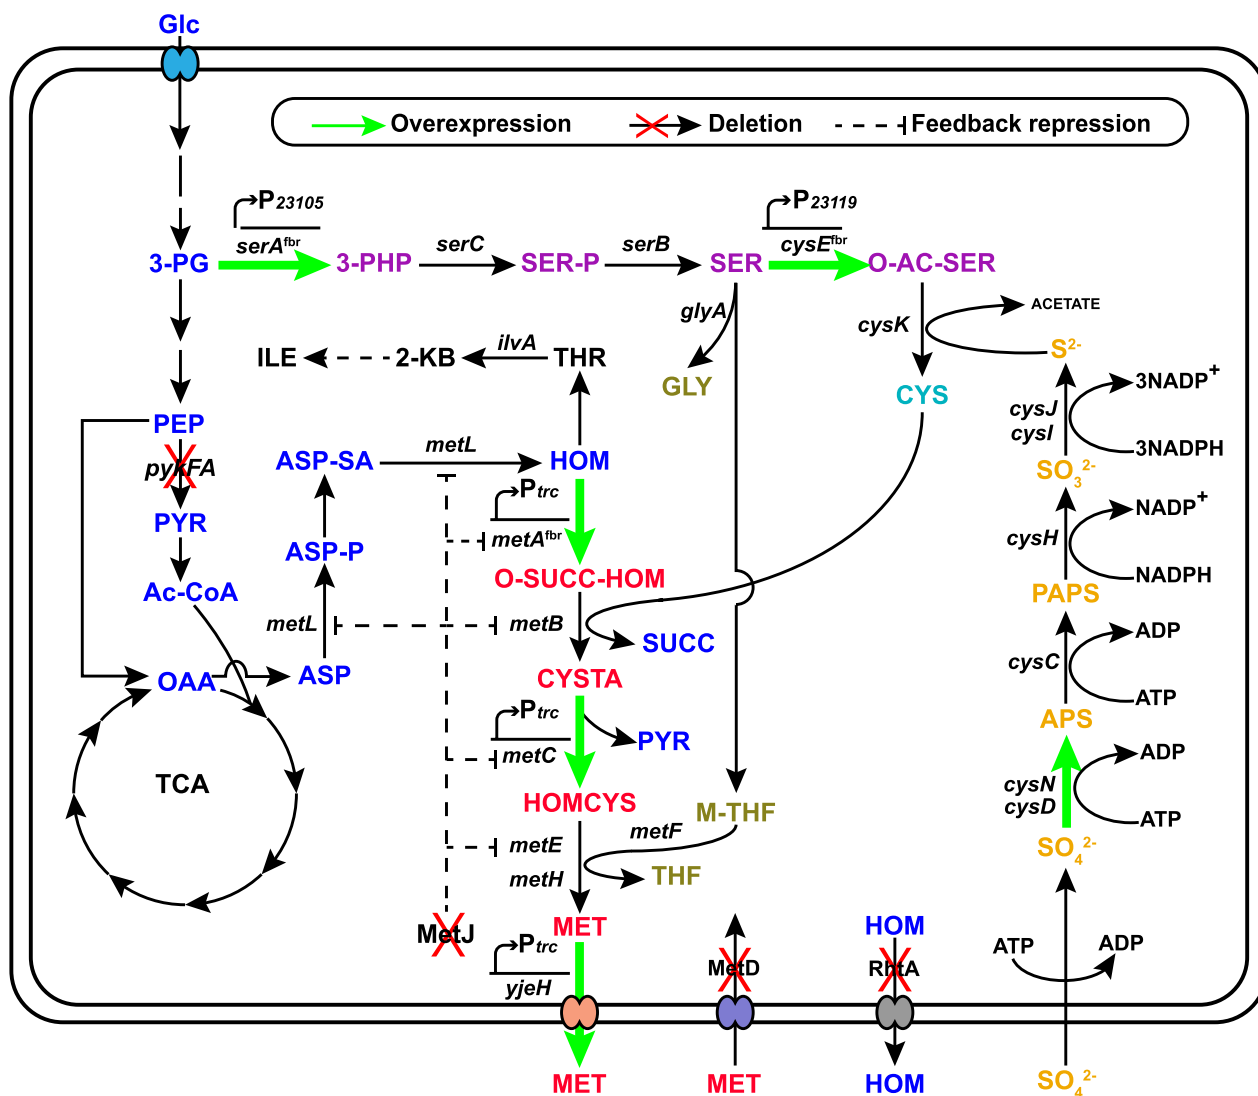 Glc
Overexpression
Deletion
Feedback repression
P23105
P23119
serAfbr
serC
serB
cysEfbr
3-PG
3-PHP
SER-P
SER
O-AC-SER
glyA
cysK
ACETATE
S2-
ILE
2-KB
ilvA
THR
GLY
CYS
3NADP+
cysJ
cysI
3NADPH
PEP
pykFA
ASP-SA
metL
HOM
SO32-
Ptrc
NADP+
PYR
metAfbr
cysH
ASP-P
NADPH
O-SUCC-HOM
Ac-CoA
PAPS
metL
metB
SUCC
ADP
cysC
ATP
OAA
ASP
CYSTA
APS
Ptrc
PYR
metC
ADP
TCA
cysN
cysD
HOMCYS
M-THF
ATP
metF
metE
SO42-
metH
THF
MetJ
MET
HOM
Ptrc
ATP
ADP
yjeH
MetD
RhtA
MET
MET
HOM
SO42-